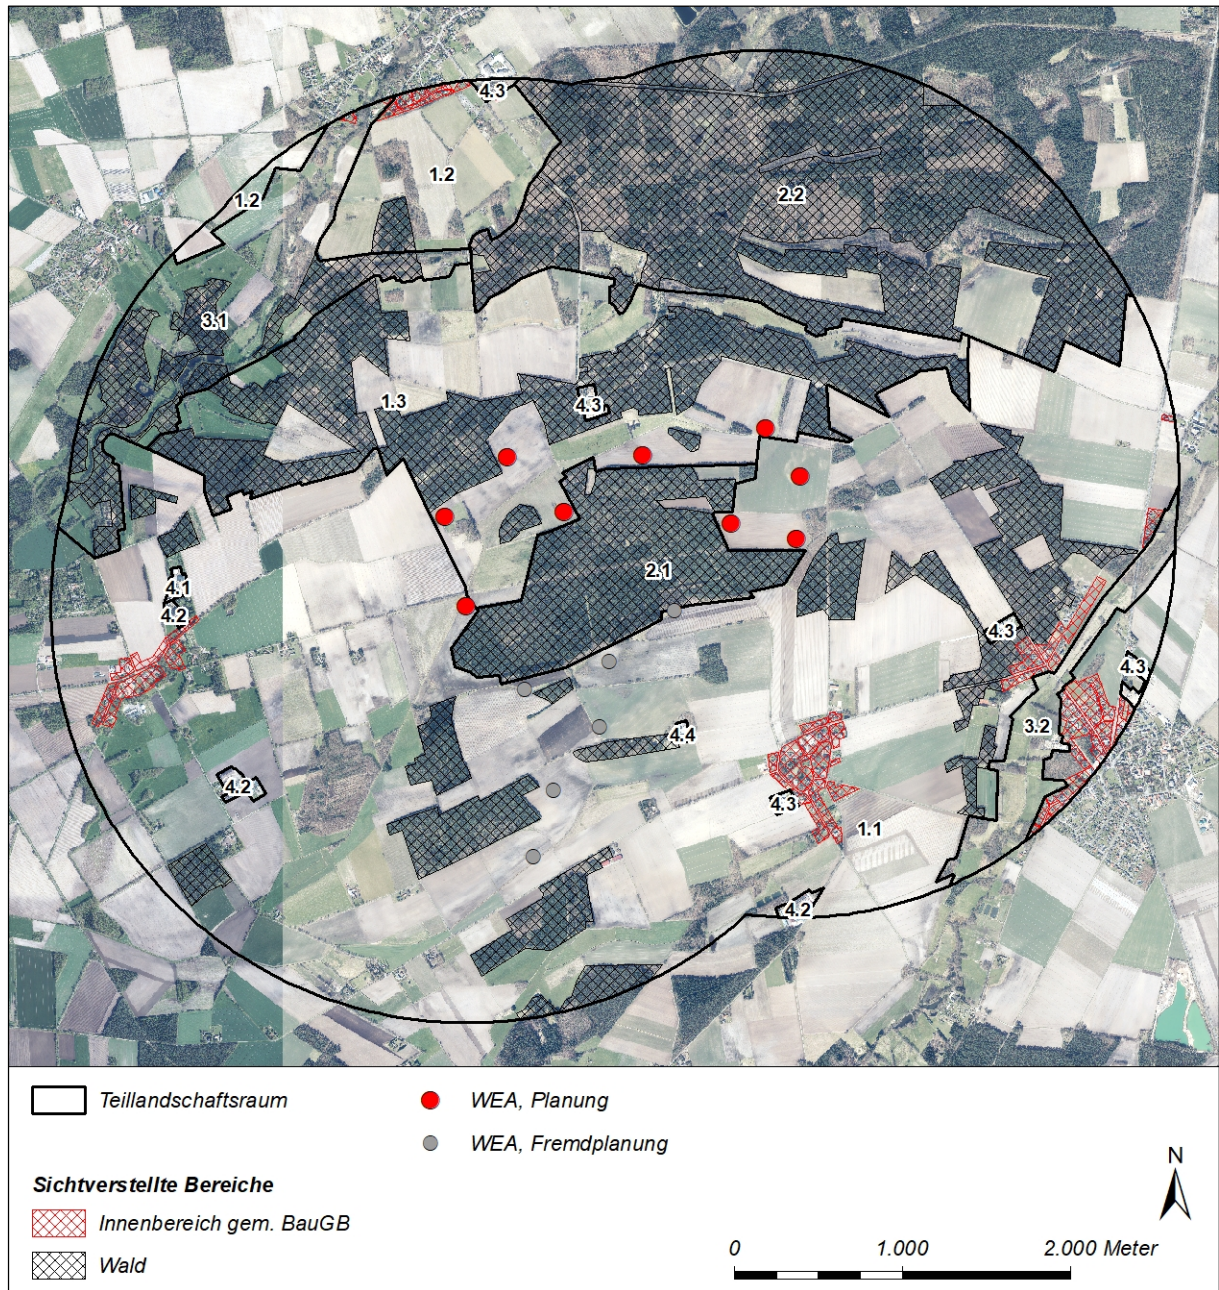 4.3
1.2
1.2
2.2
3.1
1.3
4.3
2.1
4.1
4.2
4.3
4.3
3.2
4.4
4.2
4.3
1.1
4.2
Teillandschaftsraum
WEA, Planung
WEA, Fremdplanung
Sichtverstellte Bereiche
Innenbereich gem. BauGB
Wald
N
0 1.000 2.000 Meter